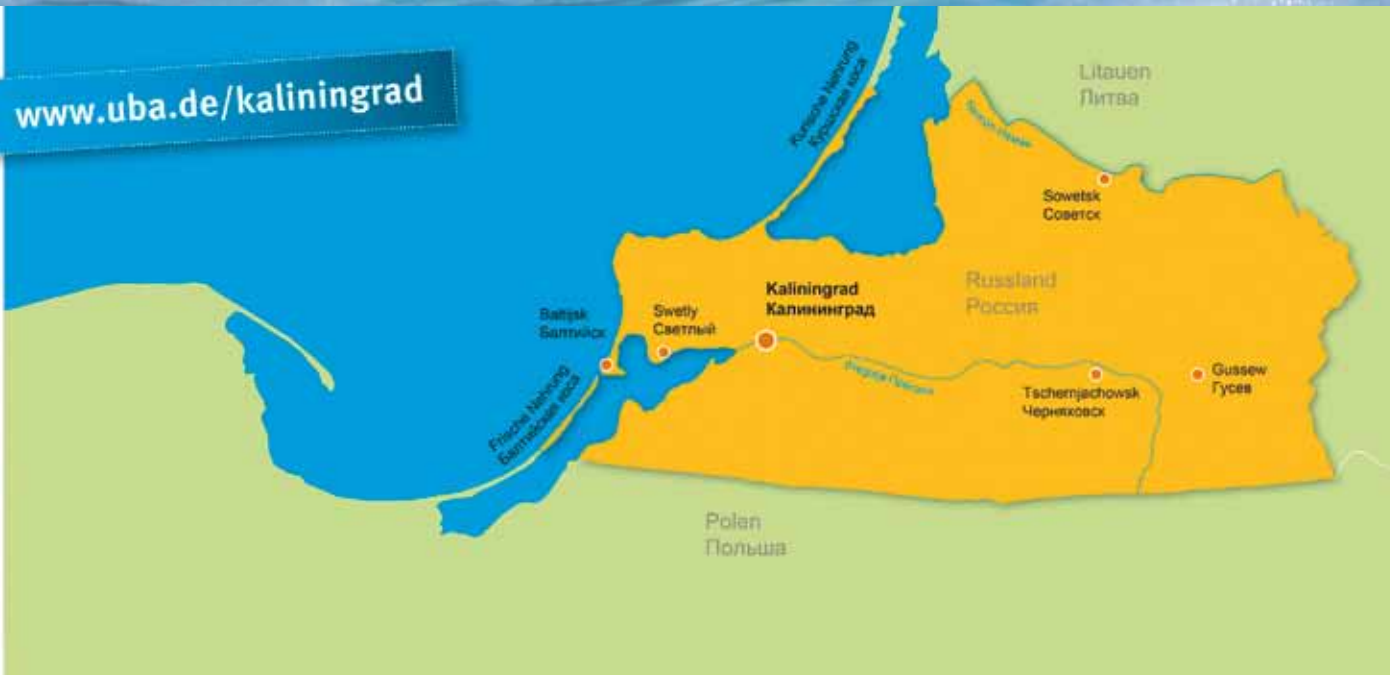 www.uba.de/kaliningrad
Kurische Nehrung
Куршская коса
Litauen
Литва
Sowetsk
Советск
Kaliningrad
Калининград
Russland
Россия
Baltijsk
Балтийск
Swetly
Светлый
Gussew
Гусев
Tschernjachowsk
Черняховск
Frische Nehrung
Балтийская коса
Polen
Польша